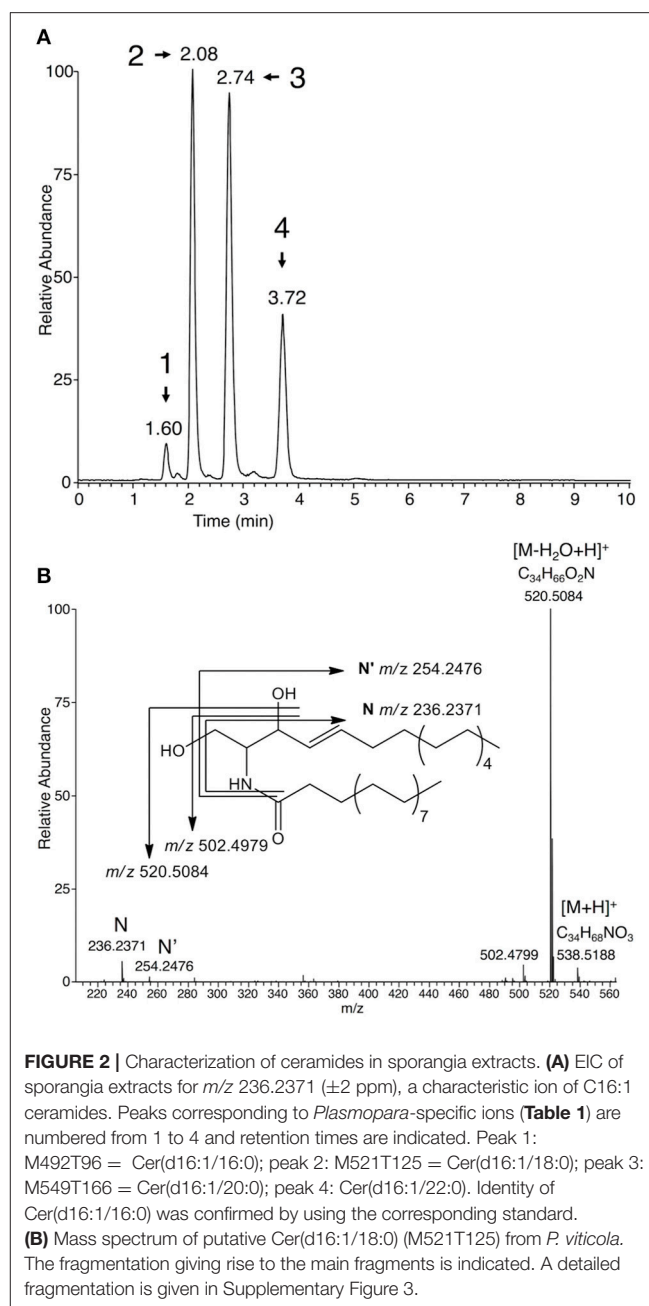 A
2 → 2.08
2.74 ← 3
4
3.72
1
1.60
100
75
50
25
0
Relative Abundance
0 1 2 3 4 5 6 7 8 9 10
Time (min)
B
[M-H₂O+H]⁺
C₃₄H₆₆O₂N
520.5084
100
75
50
25
0
Relative Abundance
N' m/z 254.2476
OH
N m/z 236.2371
HO
4
HN
7
O
m/z 502.4979
m/z 520.5084
N
236.2371
N'
254.2476
[M+H]⁺
C₃₄H₆₈NO₃
502.4799
538.5188
220 240 260 280 300 320 340 360 380 400 420 440 460 480 500 520 540 560
m/z
FIGURE 2 | Characterization of ceramides in sporangia extracts. (A) EIC of
sporangia extracts for m/z 236.2371 (±2 ppm), a characteristic ion of C16:1
ceramides. Peaks corresponding to Plasmopara-specific ions (Table 1) are
numbered from 1 to 4 and retention times are indicated. Peak 1:
M492T96 = Cer(d16:1/16:0); peak 2: M521T125 = Cer(d16:1/18:0); peak 3:
M549T166 = Cer(d16:1/20:0); peak 4: Cer(d16:1/22:0). Identity of
Cer(d16:1/16:0) was confirmed by using the corresponding standard.
(B) Mass spectrum of putative Cer(d16:1/18:0) (M521T125) from P. viticola.
The fragmentation giving rise to the main fragments is indicated. A detailed
fragmentation is given in Supplementary Figure 3.